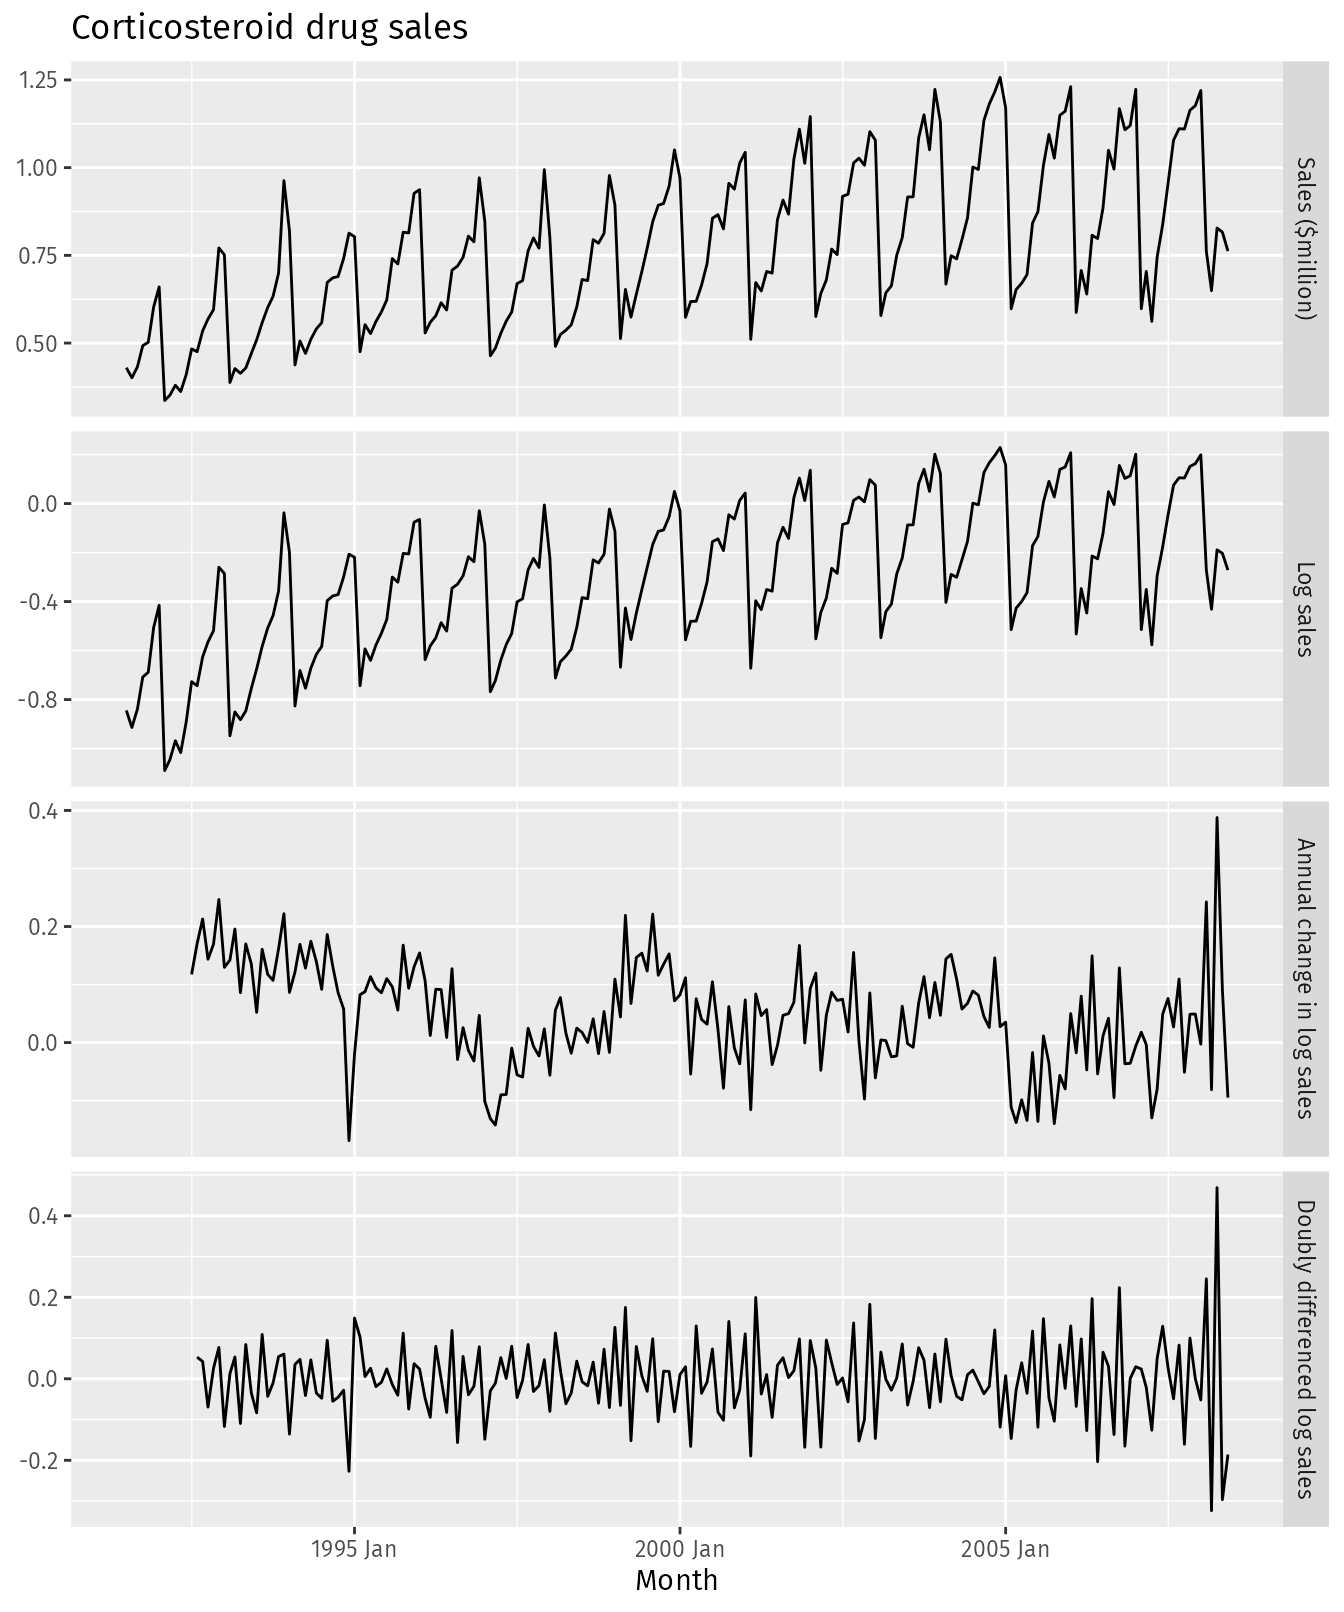 Corticosteroid drug sales
1.25
1.00
0.75
0.50
Sales ($million)
0.0
-0.4
-0.8
Log sales
0.4
0.2
0.0
Annual change in log sales
0.4
0.2
0.0
-0.2
Doubly differenced log sales
1995 Jan
2000 Jan
2005 Jan
Month